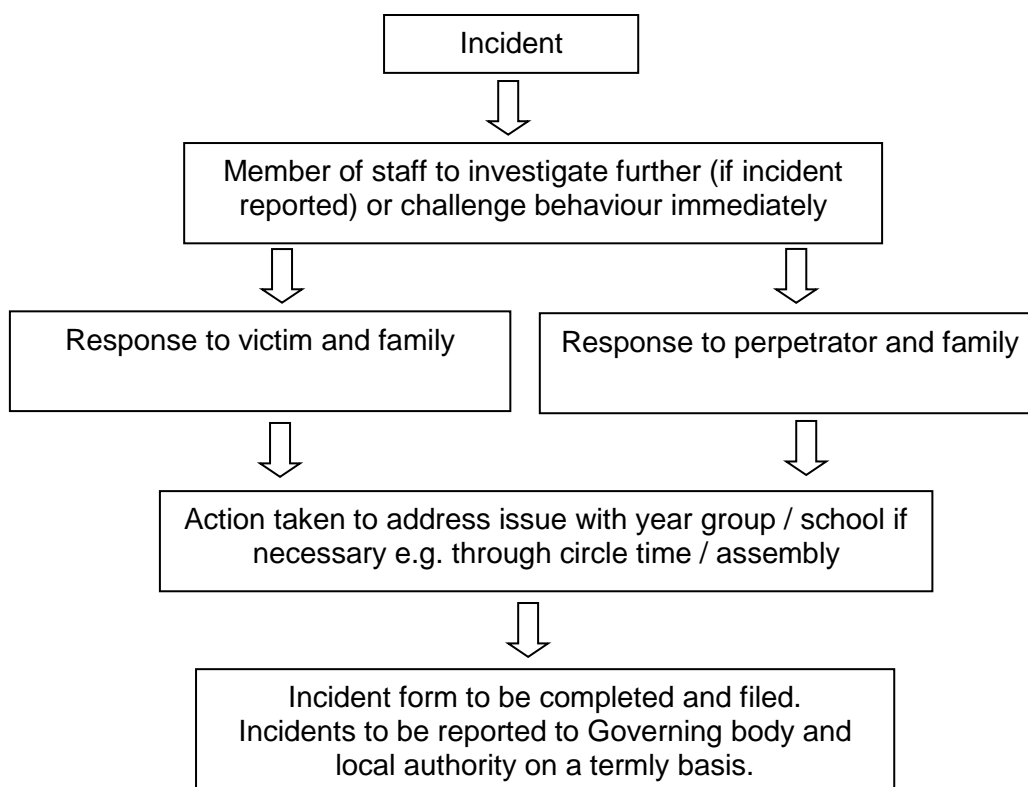 Incident
Member of staff to investigate further (if incident
reported) or challenge behaviour immediately
Response to victim and family
Response to perpetrator and family
Action taken to address issue with year group / school if
necessary e.g. through circle time / assembly
Incident form to be completed and filed.
Incidents to be reported to Governing body and
local authority on a termly basis.